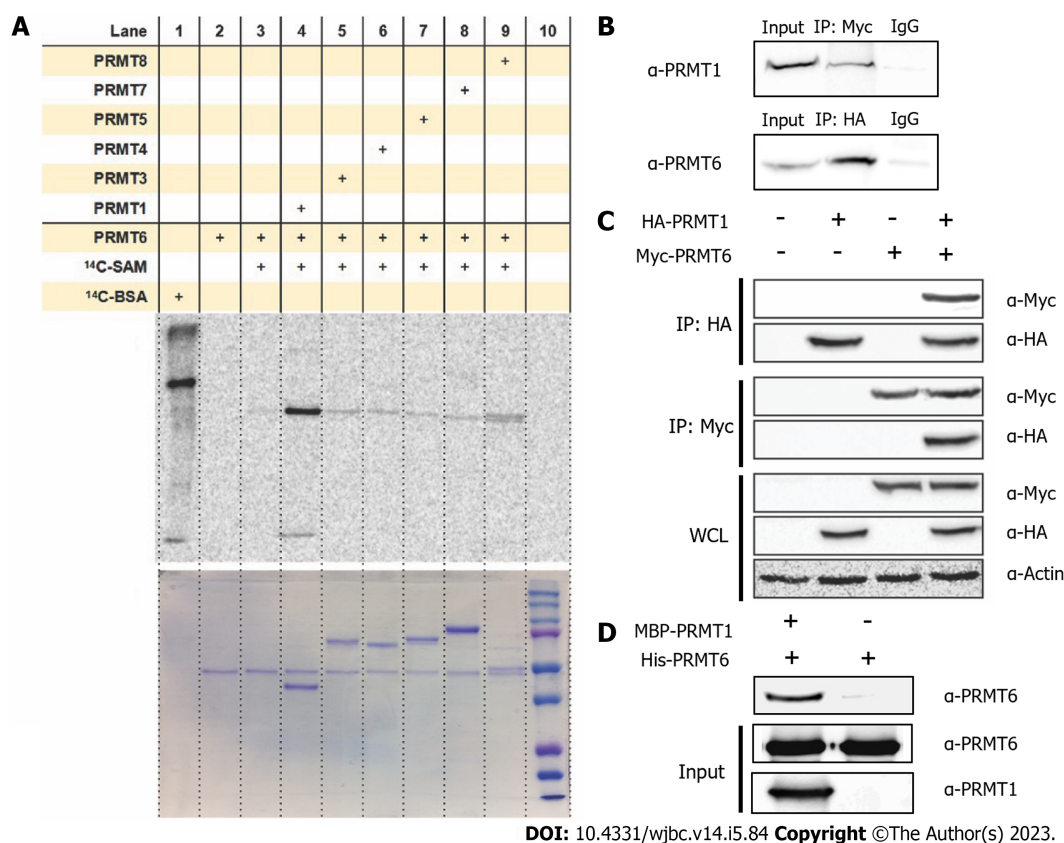 A
Lane 1 2 3 4 5 6 7 8 9 10
PRMT8 +
PRMT7 +
PRMT5 +
PRMT4 +
PRMT3 +
PRMT1 +
PRMT6 + + + + + + + +
¹⁴C-SAM + + + + + + +
¹⁴C-BSA +
B
Input IP: Myc IgG
α-PRMT1
Input IP: HA IgG
α-PRMT6
C
HA-PRMT1 - + - +
Myc-PRMT6 - - + +
IP: HA
α-Myc
α-HA
IP: Myc
α-Myc
α-HA
WCL
α-Myc
α-HA
α-Actin
D
MBP-PRMT1 + -
His-PRMT6 + +
α-PRMT6
Input
α-PRMT6
α-PRMT1
DOI: 10.4331/wjbc.v14.i5.84 Copyright ©The Author(s) 2023.